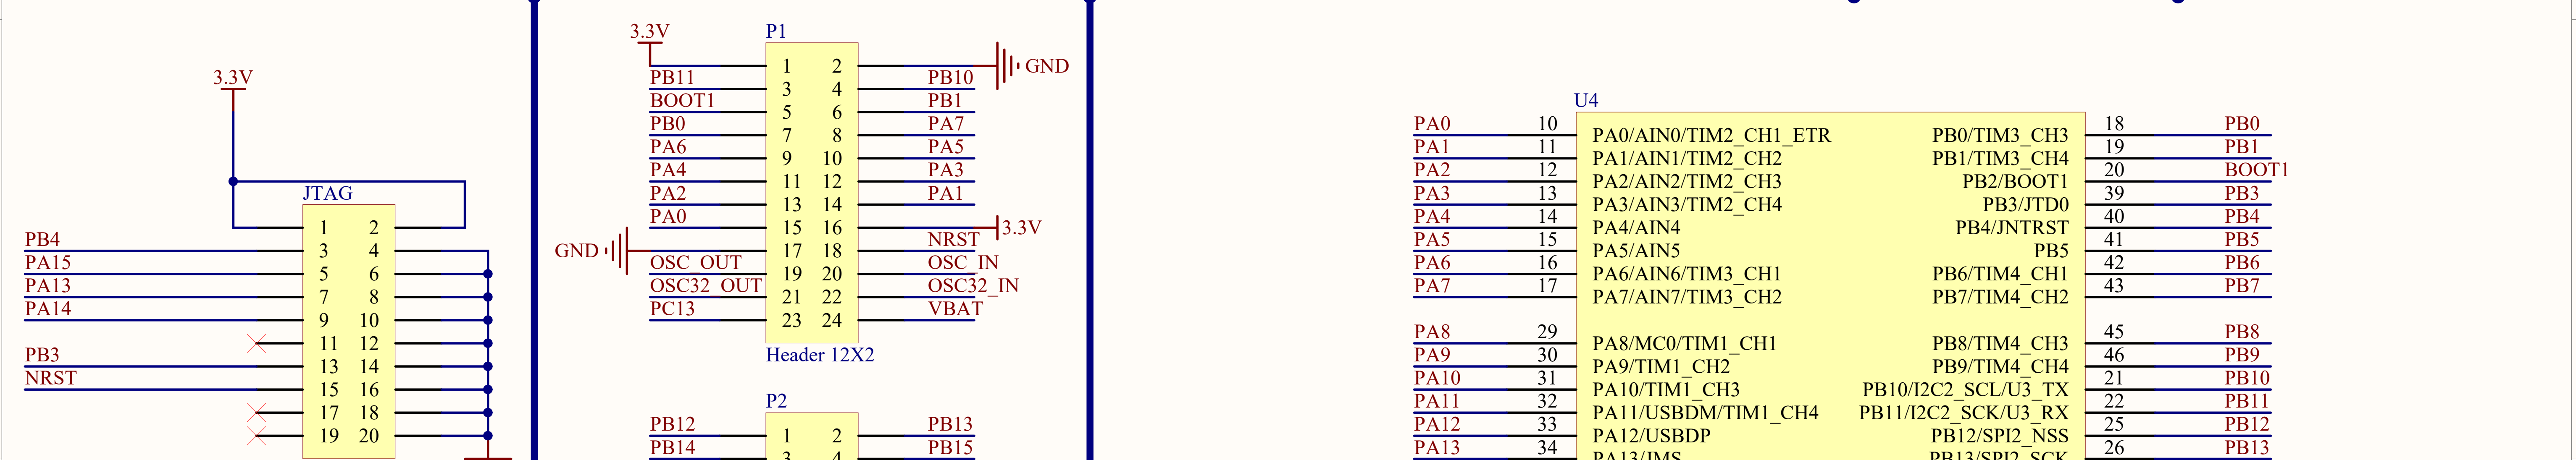 3.3V
JTAG
1 2
PB4 3 4
PA15 5 6
PA13 7 8
PA14 9 10
11 12
PB3 13 14
NRST 15 16
17 18
19 20
3.3V P1
1 2 GND
PB11 3 4 PB10
BOOT1 5 6 PB1
PB0 7 8 PA7
PA6 9 10 PA5
PA4 11 12 PA3
PA2 13 14 PA1
PA0 15 16 3.3V
GND 17 18 NRST
OSC_OUT 19 20 OSC_IN
OSC32_OUT 21 22 OSC32_IN
PC13 23 24 VBAT
Header 12X2
P2
PB12 1 2 PB13
PB14 3 4 PB15
U4
PA0 10 PA0/AIN0/TIM2_CH1_ETR PB0/TIM3_CH3 18 PB0
PA1 11 PA1/AIN1/TIM2_CH2 PB1/TIM3_CH4 19 PB1
PA2 12 PA2/AIN2/TIM2_CH3 PB2/BOOT1 20 BOOT1
PA3 13 PA3/AIN3/TIM2_CH4 PB3/JTD0 39 PB3
PA4 14 PA4/AIN4 PB4/JNTRST 40 PB4
PA5 15 PA5/AIN5 PB5 41 PB5
PA6 16 PA6/AIN6/TIM3_CH1 PB6/TIM4_CH1 42 PB6
PA7 17 PA7/AIN7/TIM3_CH2 PB7/TIM4_CH2 43 PB7
PA8 29 PA8/MC0/TIM1_CH1 PB8/TIM4_CH3 45 PB8
PA9 30 PA9/TIM1_CH2 PB9/TIM4_CH4 46 PB9
PA10 31 PA10/TIM1_CH3 PB10/I2C2_SCL/U3_TX 21 PB10
PA11 32 PA11/USBDM/TIM1_CH4 PB11/I2C2_SCK/U3_RX 22 PB11
PA12 33 PA12/USBDP PB12/SPI2_NSS 25 PB12
PA13 34 PA13/JMS PB13/SPI2_SCK 26 PB13